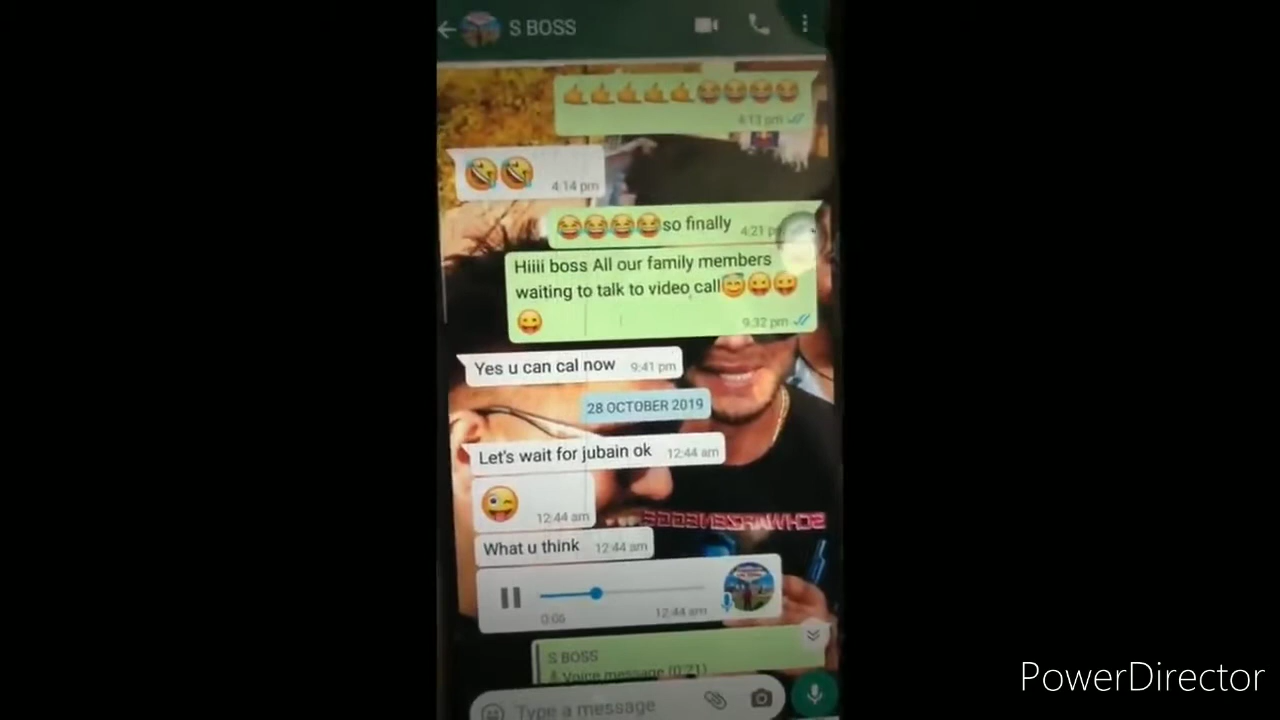 S BOSS
🤙🤙🤙🤙🤙😂😂😂😂
4:13 pm
🤣🤣
4:14 pm
😂😂😂😂so finally 4:21 pm
Hiiii boss All our family members
waiting to talk to video call😇😜😜
😛
9:32 pm
Yes u can cal now 9:41 pm
28 OCTOBER 2019
Let's wait for jubain ok 12:44 am
😜
12:44 am
What u think 12:44 am
0:06 12:44 am
S BOSS
Voice message (0:21)
Type a message
PowerDirector